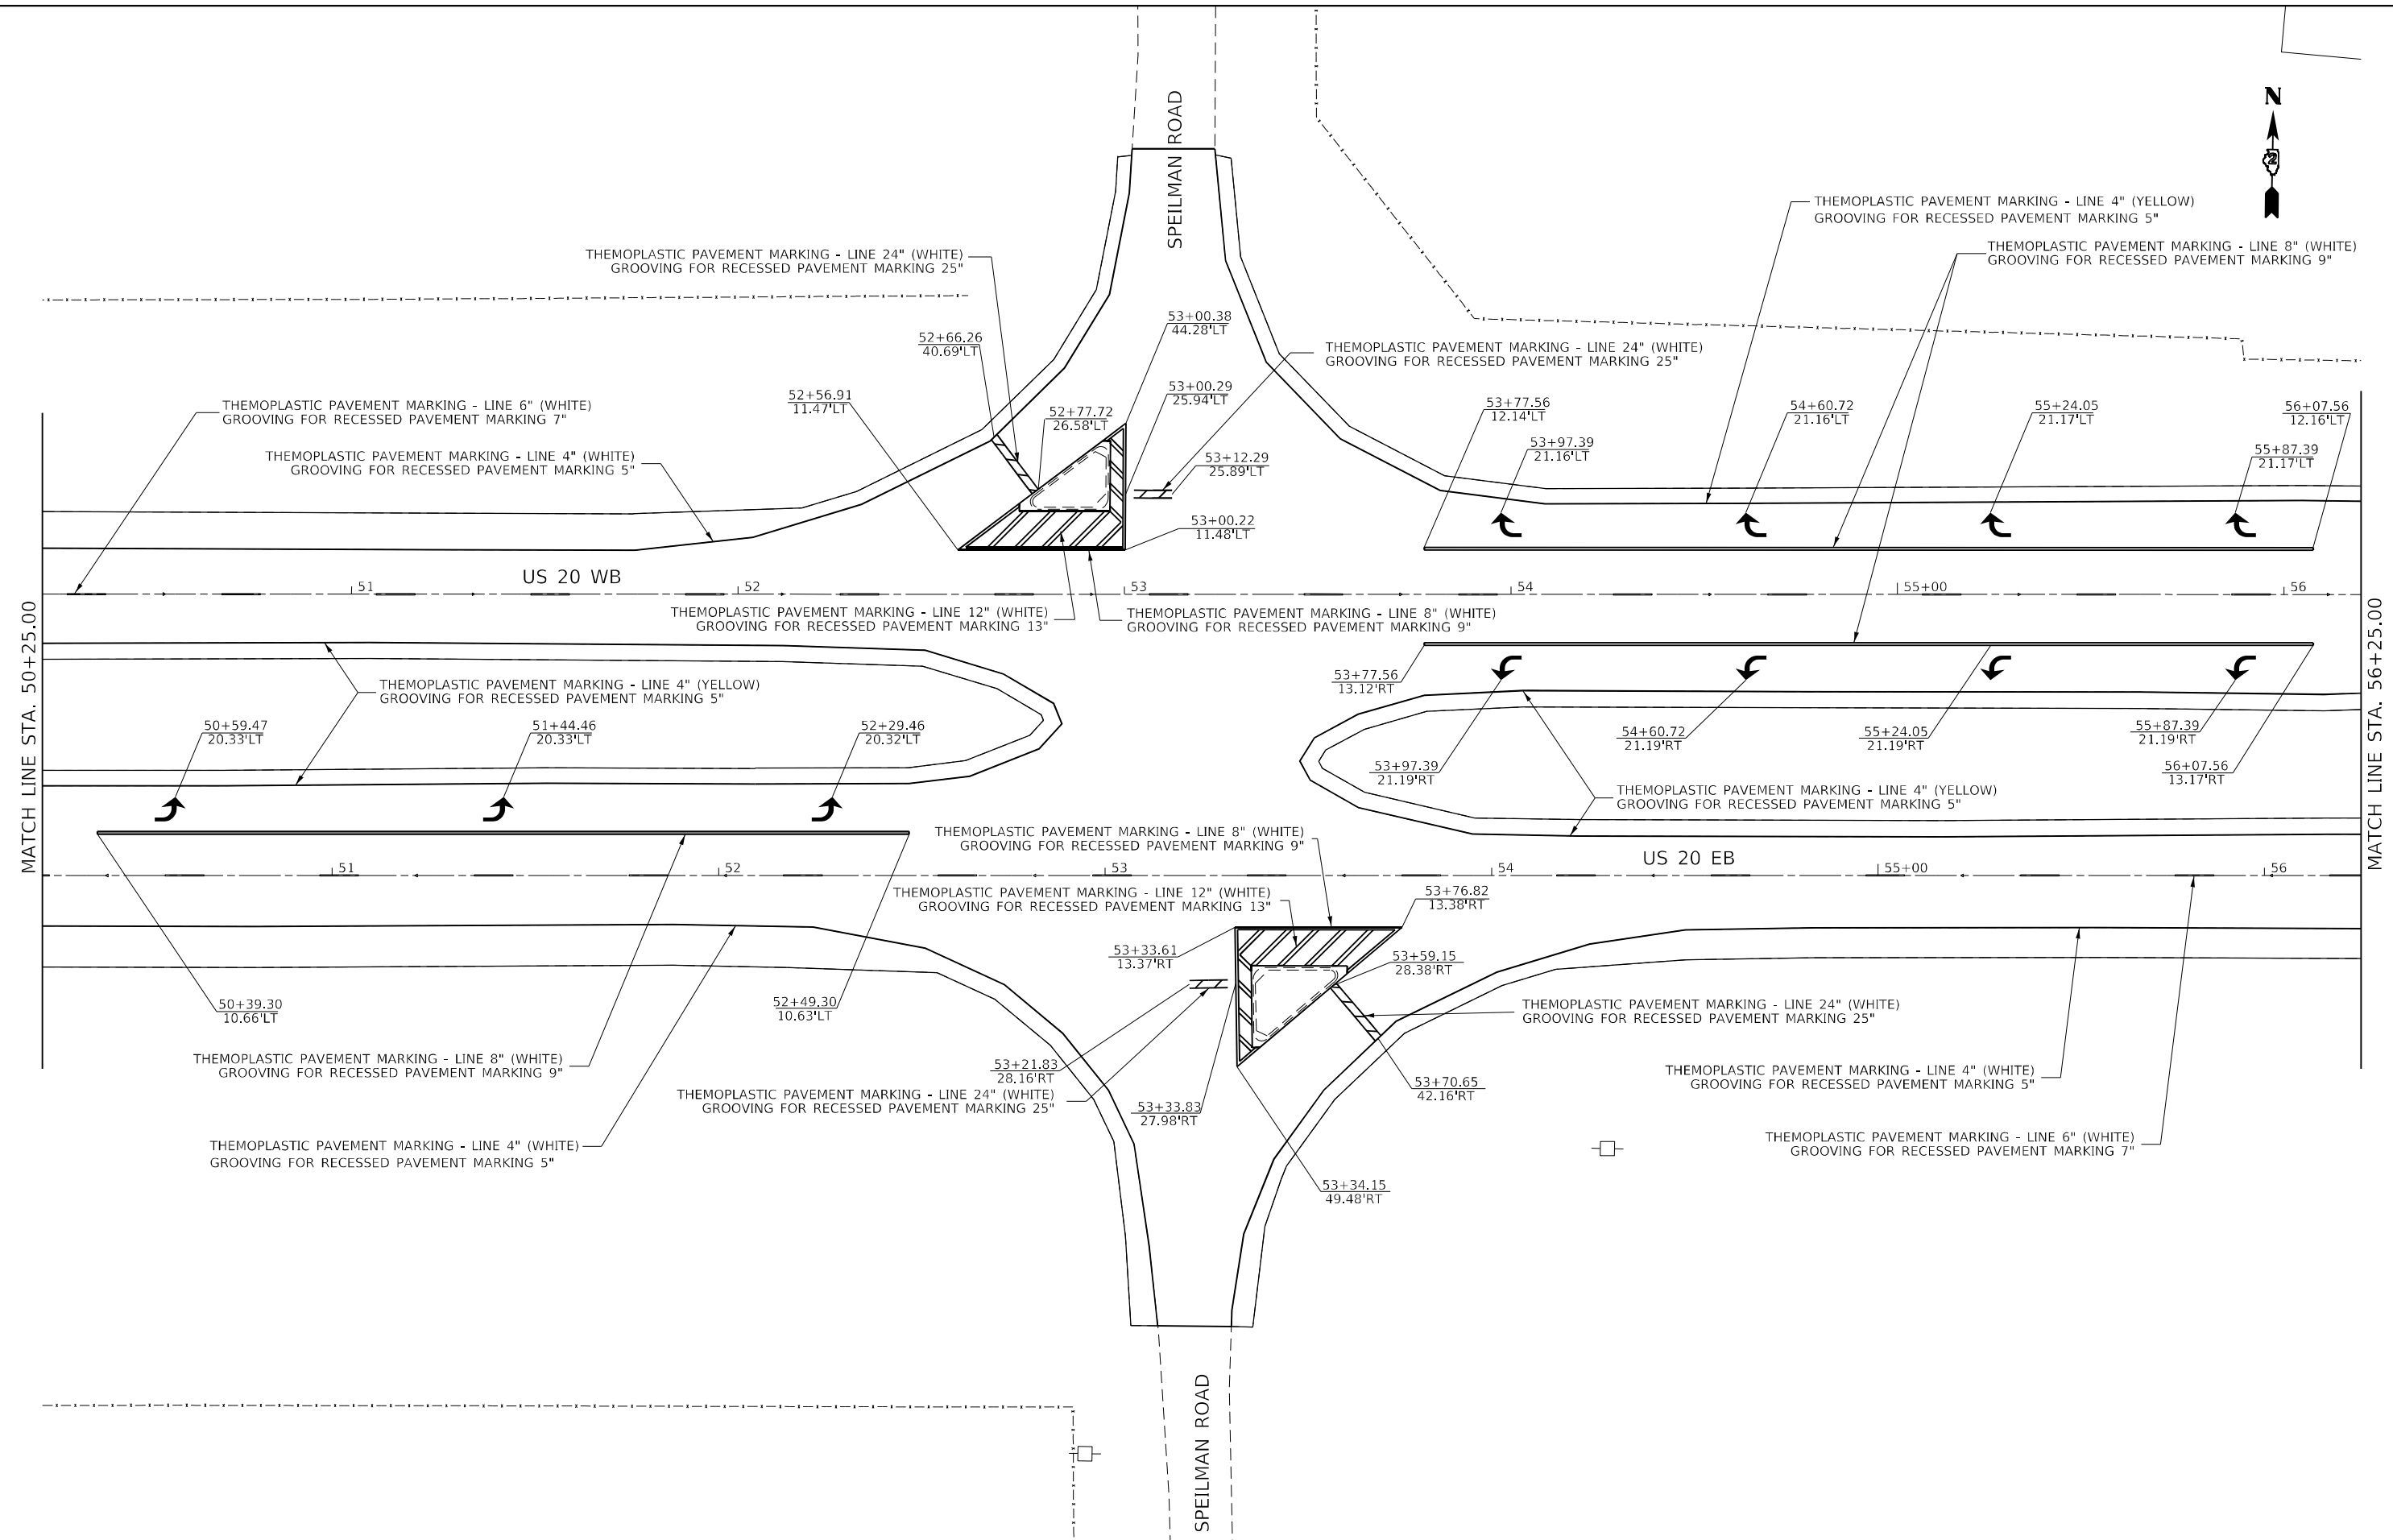 SPEILMAN ROAD
N
2
THEMOPLASTIC PAVEMENT MARKING - LINE 4" (YELLOW)
GROOVING FOR RECESSED PAVEMENT MARKING 5"
THEMOPLASTIC PAVEMENT MARKING - LINE 8" (WHITE)
GROOVING FOR RECESSED PAVEMENT MARKING 9"
THEMOPLASTIC PAVEMENT MARKING - LINE 24" (WHITE)
GROOVING FOR RECESSED PAVEMENT MARKING 25"
53+00.38
44.28'LT
52+66.26
40.69'LT
THEMOPLASTIC PAVEMENT MARKING - LINE 24" (WHITE)
GROOVING FOR RECESSED PAVEMENT MARKING 25"
53+00.29
25.94'LT
52+56.91
11.47'LT
52+77.72
26.58'LT
THEMOPLASTIC PAVEMENT MARKING - LINE 6" (WHITE)
GROOVING FOR RECESSED PAVEMENT MARKING 7"
53+77.56
12.14'LT
54+60.72
21.16'LT
55+24.05
21.17'LT
56+07.56
12.16'LT
53+97.39
21.16'LT
55+87.39
21.17'LT
THEMOPLASTIC PAVEMENT MARKING - LINE 4" (WHITE)
GROOVING FOR RECESSED PAVEMENT MARKING 5"
53+12.29
25.89'LT
53+00.22
11.48'LT
US 20 WB
51
52
53
54
55+00
56
THEMOPLASTIC PAVEMENT MARKING - LINE 12" (WHITE)
GROOVING FOR RECESSED PAVEMENT MARKING 13"
THEMOPLASTIC PAVEMENT MARKING - LINE 8" (WHITE)
GROOVING FOR RECESSED PAVEMENT MARKING 9"
MATCH LINE STA. 50+25.00
MATCH LINE STA. 56+25.00
THEMOPLASTIC PAVEMENT MARKING - LINE 4" (YELLOW)
GROOVING FOR RECESSED PAVEMENT MARKING 5"
53+77.56
13.12'RT
50+59.47
20.33'LT
51+44.46
20.33'LT
52+29.46
20.32'LT
54+60.72
21.19'RT
55+24.05
21.19'RT
55+87.39
21.19'RT
53+97.39
21.19'RT
56+07.56
13.17'RT
THEMOPLASTIC PAVEMENT MARKING - LINE 4" (YELLOW)
GROOVING FOR RECESSED PAVEMENT MARKING 5"
THEMOPLASTIC PAVEMENT MARKING - LINE 8" (WHITE)
GROOVING FOR RECESSED PAVEMENT MARKING 9"
US 20 EB
51
52
53
54
55+00
56
THEMOPLASTIC PAVEMENT MARKING - LINE 12" (WHITE)
GROOVING FOR RECESSED PAVEMENT MARKING 13"
53+76.82
13.38'RT
53+33.61
13.37'RT
53+59.15
28.38'RT
50+39.30
10.66'LT
52+49.30
10.63'LT
THEMOPLASTIC PAVEMENT MARKING - LINE 24" (WHITE)
GROOVING FOR RECESSED PAVEMENT MARKING 25"
THEMOPLASTIC PAVEMENT MARKING - LINE 8" (WHITE)
GROOVING FOR RECESSED PAVEMENT MARKING 9"
53+21.83
28.16'RT
THEMOPLASTIC PAVEMENT MARKING - LINE 4" (WHITE)
GROOVING FOR RECESSED PAVEMENT MARKING 5"
THEMOPLASTIC PAVEMENT MARKING - LINE 24" (WHITE)
GROOVING FOR RECESSED PAVEMENT MARKING 25"
53+70.65
42.16'RT
53+33.83
27.98'RT
THEMOPLASTIC PAVEMENT MARKING - LINE 4" (WHITE)
GROOVING FOR RECESSED PAVEMENT MARKING 5"
THEMOPLASTIC PAVEMENT MARKING - LINE 6" (WHITE)
GROOVING FOR RECESSED PAVEMENT MARKING 7"
53+34.15
49.48'RT
SPEILMAN ROAD